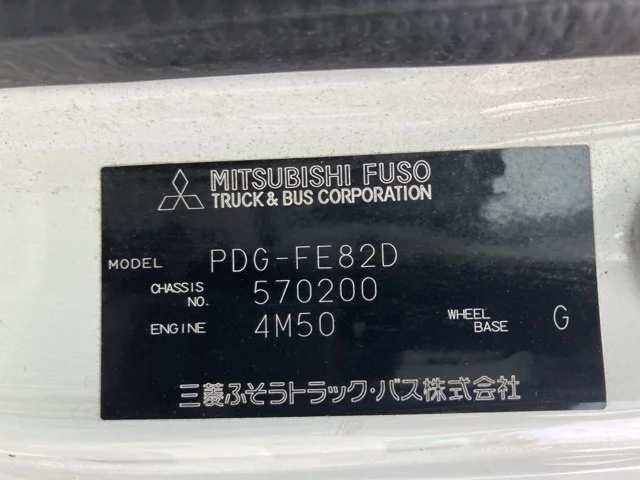 MITSUBISHI FUSO
TRUCK & BUS CORPORATION
MODEL PDG-FE82D
CHASSIS NO. 570200
ENGINE 4M50 WHEEL BASE G
三菱ふそうトラック・バス株式会社